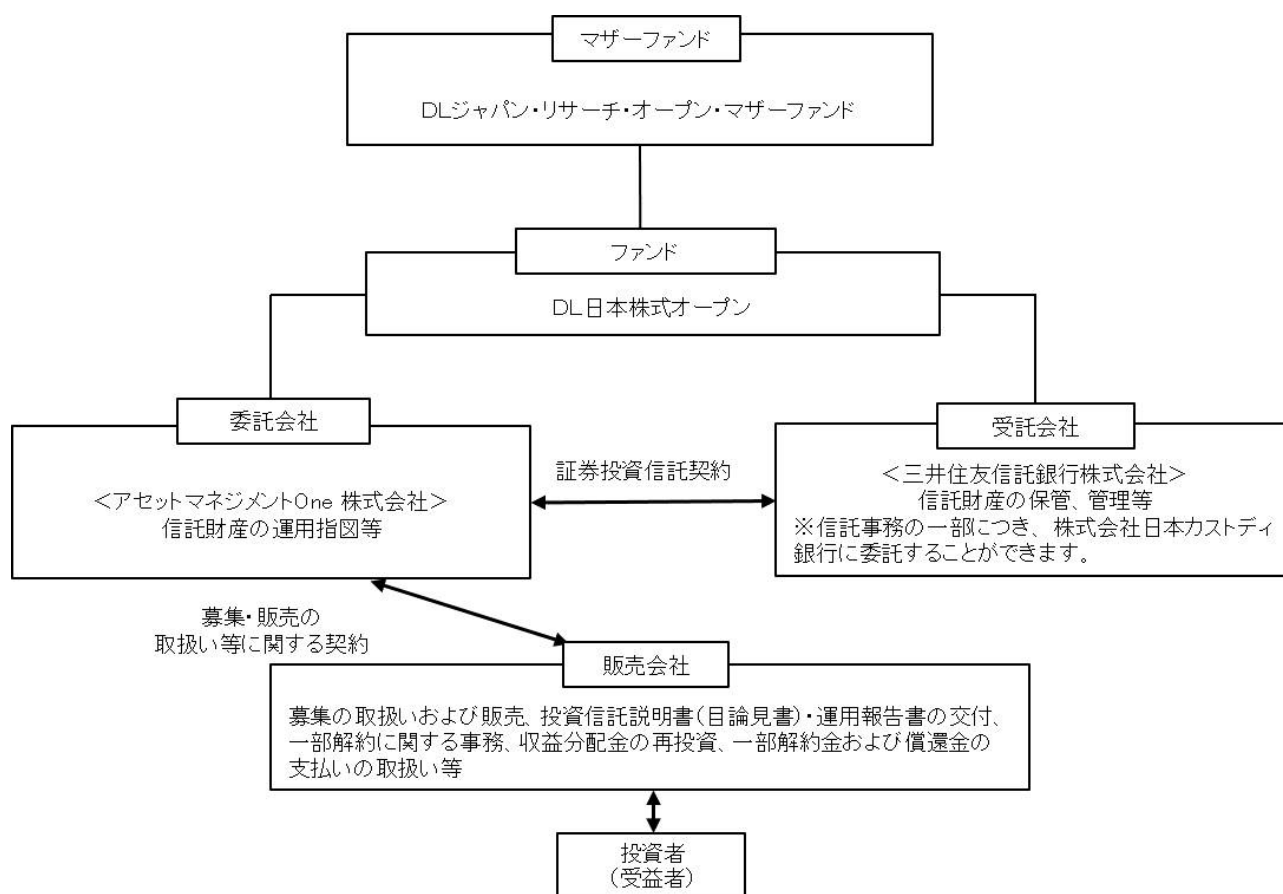 マザーファンド
DLジャパン・リサーチ・オープン・マザーファンド
ファンド
DL日本株式オープン
委託会社
<アセットマネジメントOne 株式会社>
信託財産の運用指図等
証券投資信託契約
受託会社
<三井住友信託銀行株式会社>
信託財産の保管、管理等
※信託事務の一部につき、株式会社日本カストディ
銀行に委託することができます。
募集・販売の
取扱い等に関する契約
販売会社
募集の取扱いおよび販売、投資信託説明書(目論見書)・運用報告書の交付、
一部解約に関する事務、収益分配金の再投資、一部解約金および償還金の
支払いの取扱い等
投資者
(受益者)